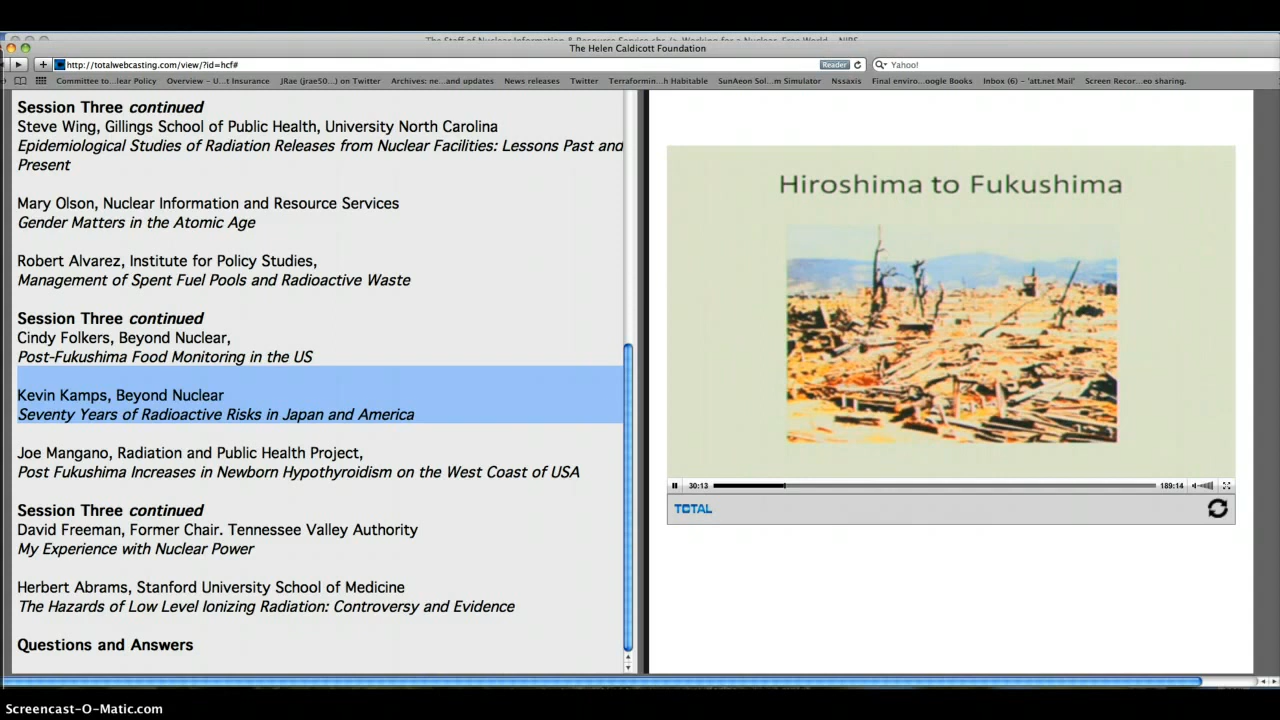 The Staff of Nuclear Information & Resource Service
The Helen Caldicott Foundation
http://totalwebcasting.com/view/?id=hcf#
Reader
Yahoo!
Committee to...lear Policy
Overview - U...t Insurance
JRae (jrae50...) on Twitter
Archives: ne...and updates
News releases
Twitter
Terraformin...h Habitable
SunAeon Sol...m Simulator
Nssaxis
Final enviro...oogle Books
Inbox (6) - 'att.net Mail'
Screen Recor...eo sharing.
Session Three continued
Steve Wing, Gillings School of Public Health, University North Carolina
Epidemiological Studies of Radiation Releases from Nuclear Facilities: Lessons Past and
Present
Mary Olson, Nuclear Information and Resource Services
Gender Matters in the Atomic Age
Robert Alvarez, Institute for Policy Studies,
Management of Spent Fuel Pools and Radioactive Waste
Session Three continued
Cindy Folkers, Beyond Nuclear,
Post-Fukushima Food Monitoring in the US
Kevin Kamps, Beyond Nuclear
Seventy Years of Radioactive Risks in Japan and America
Joe Mangano, Radiation and Public Health Project,
Post Fukushima Increases in Newborn Hypothyroidism on the West Coast of USA
Session Three continued
David Freeman, Former Chair. Tennessee Valley Authority
My Experience with Nuclear Power
Herbert Abrams, Stanford University School of Medicine
The Hazards of Low Level Ionizing Radiation: Controversy and Evidence
Questions and Answers
Hiroshima to Fukushima
30:13
189:14
TOTAL
Screencast-O-Matic.com